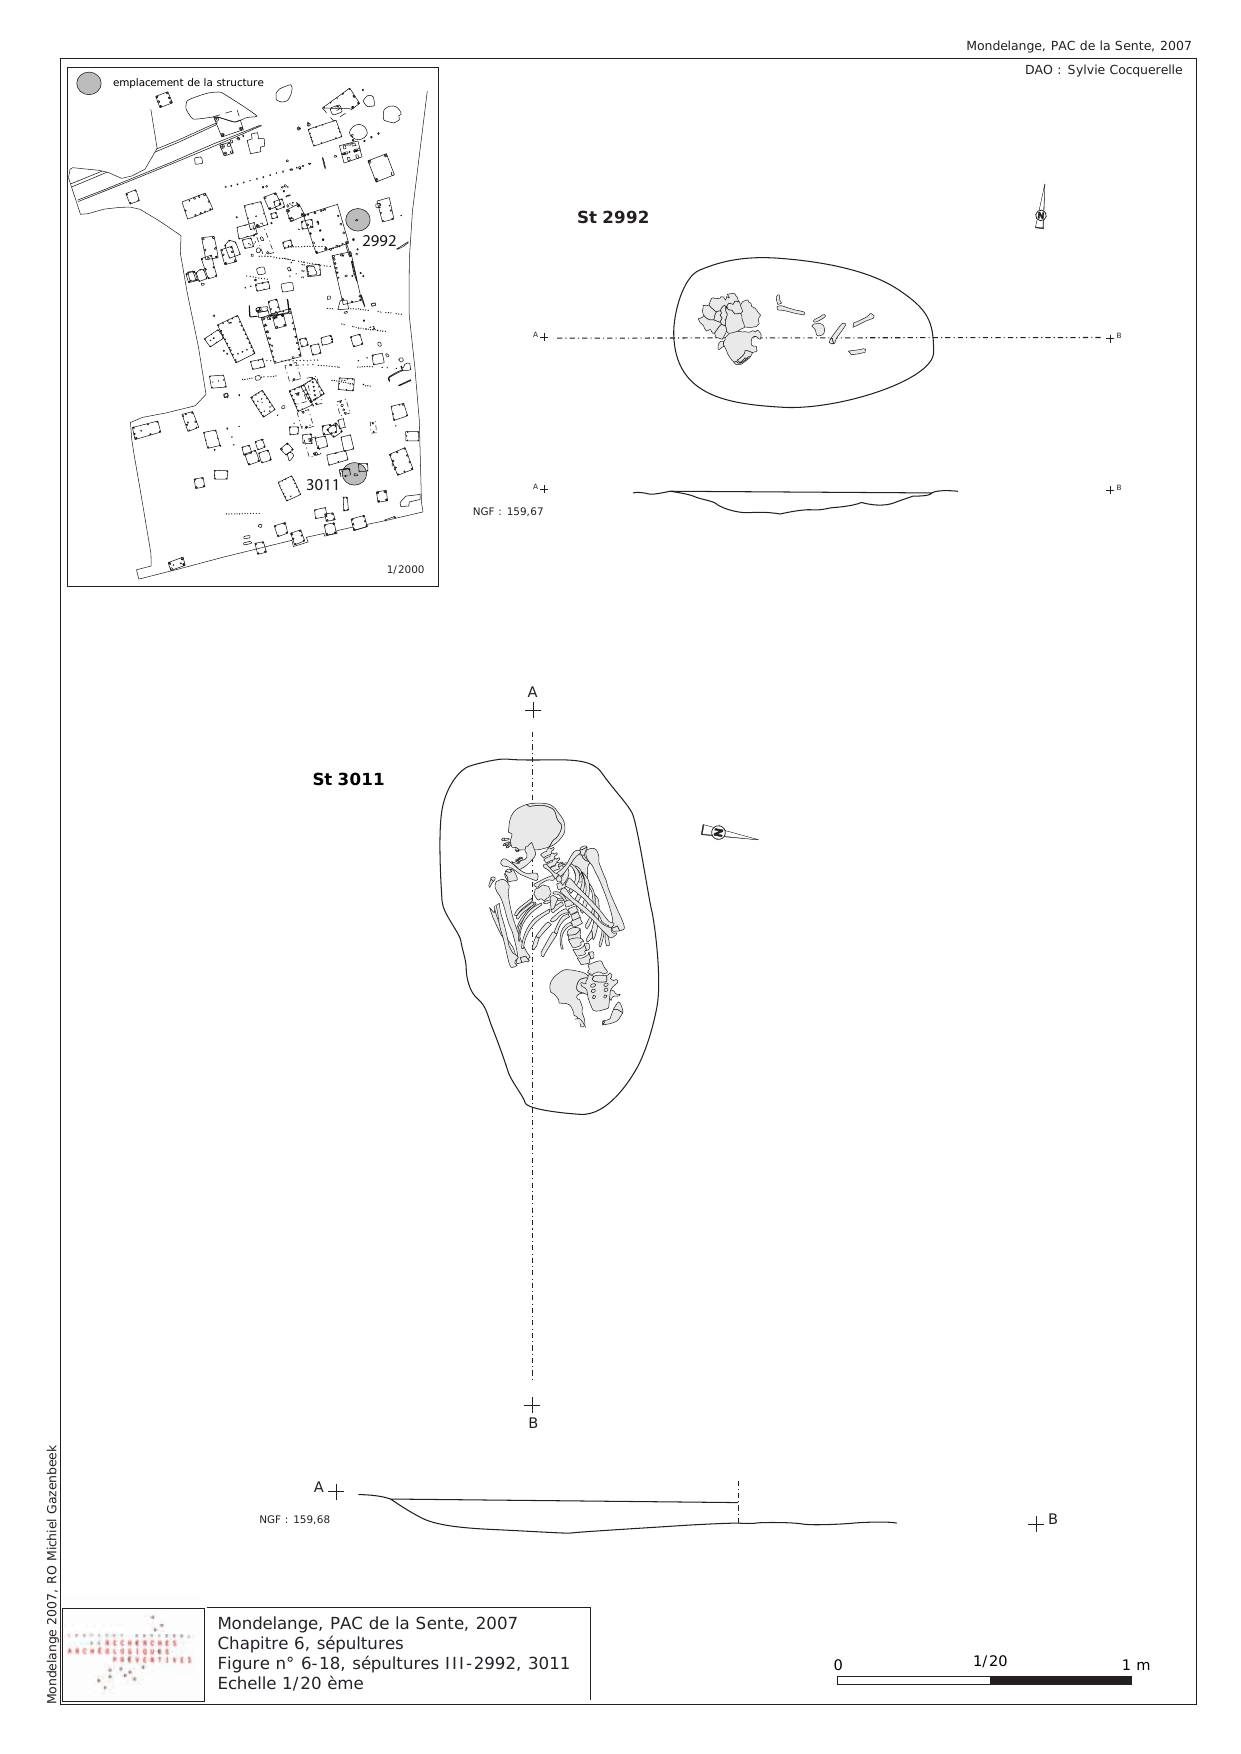 Mondelange, PAC de la Sente, 2007
DAO : Sylvie Cocquerelle
emplacement de la structure
2992
3011
1/2000
St 2992
N
A
B
A
B
NGF : 159,67
A
St 3011
N
B
A
NGF : 159,68
B
Mondelange 2007, RO Michiel Gazenbeek
RECHERCHES
ARCHÉOLOGIQUES
PRÉVENTIVES
Mondelange, PAC de la Sente, 2007
Chapitre 6, sépultures
Figure n° 6-18, sépultures III-2992, 3011
Echelle 1/20 ème
0
1/20
1 m